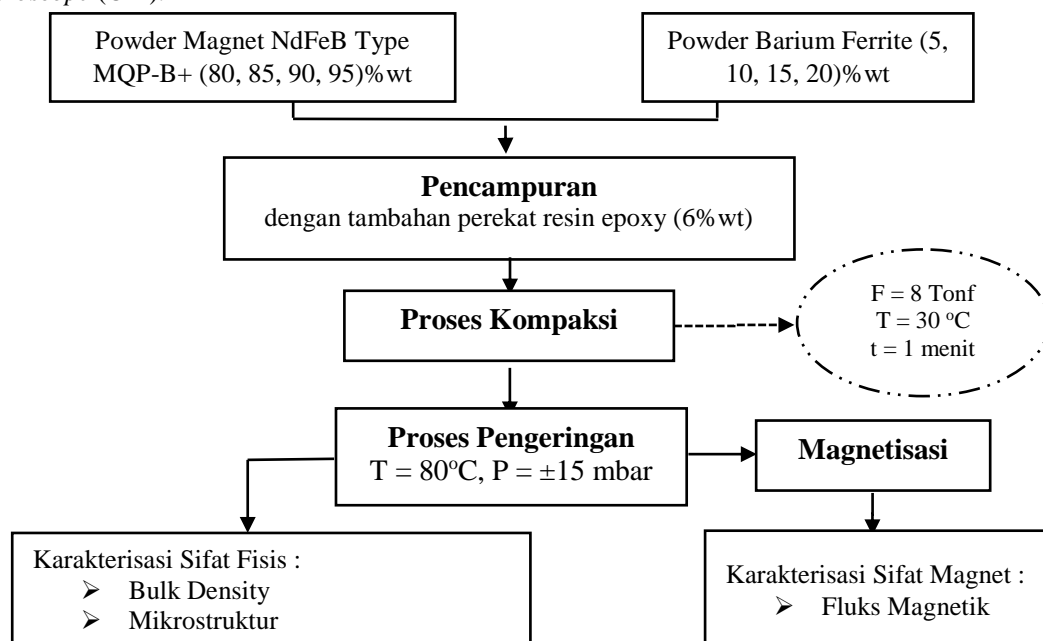 Powder Magnet NdFeB Type
MQP-B+ (80, 85, 90, 95)%wt
Powder Barium Ferrite (5,
10, 15, 20)%wt
Pencampuran
dengan tambahan perekat resin epoxy (6%wt)
Proses Kompaksi
F = 8 Tonf
T = 30 °C
t = 1 menit
Proses Pengeringan
T = 80°C, P = ±15 mbar
Magnetisasi
Karakterisasi Sifat Fisis :
➢ Bulk Density
➢ Mikrostruktur
Karakterisasi Sifat Magnet :
➢ Fluks Magnetik